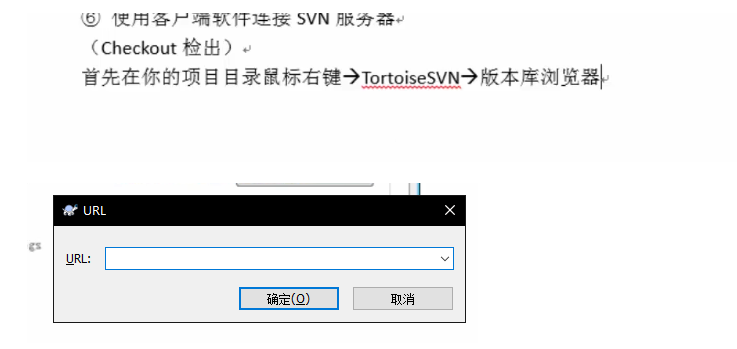 ⑥ 使用客户端软件连接 SVN 服务器
（Checkout 检出）
首先在你的项目目录鼠标右键→TortoiseSVN→版本库浏览器
URL
gs
URL:
确定(O)
取消